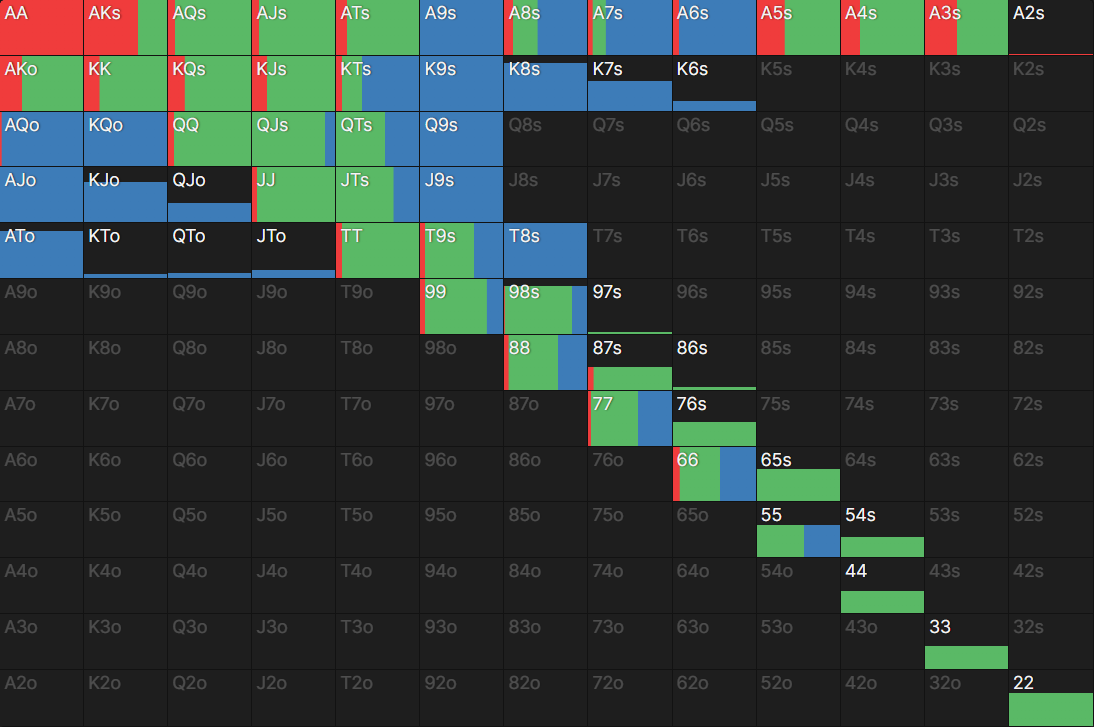 AA AKs AQs AJs ATs A9s A8s A7s A6s A5s A4s A3s A2s
AKo KK KQs KJs KTs K9s K8s K7s K6s K5s K4s K3s K2s
AQo KQo QQ QJs QTs Q9s Q8s Q7s Q6s Q5s Q4s Q3s Q2s
AJo KJo QJo JJ JTs J9s J8s J7s J6s J5s J4s J3s J2s
ATo KTo QTo JTo TT T9s T8s T7s T6s T5s T4s T3s T2s
A9o K9o Q9o J9o T9o 99 98s 97s 96s 95s 94s 93s 92s
A8o K8o Q8o J8o T8o 98o 88 87s 86s 85s 84s 83s 82s
A7o K7o Q7o J7o T7o 97o 87o 77 76s 75s 74s 73s 72s
A6o K6o Q6o J6o T6o 96o 86o 76o 66 65s 64s 63s 62s
A5o K5o Q5o J5o T5o 95o 85o 75o 65o 55 54s 53s 52s
A4o K4o Q4o J4o T4o 94o 84o 74o 64o 54o 44 43s 42s
A3o K3o Q3o J3o T3o 93o 83o 73o 63o 53o 43o 33 32s
A2o K2o Q2o J2o T2o 92o 82o 72o 62o 52o 42o 32o 22